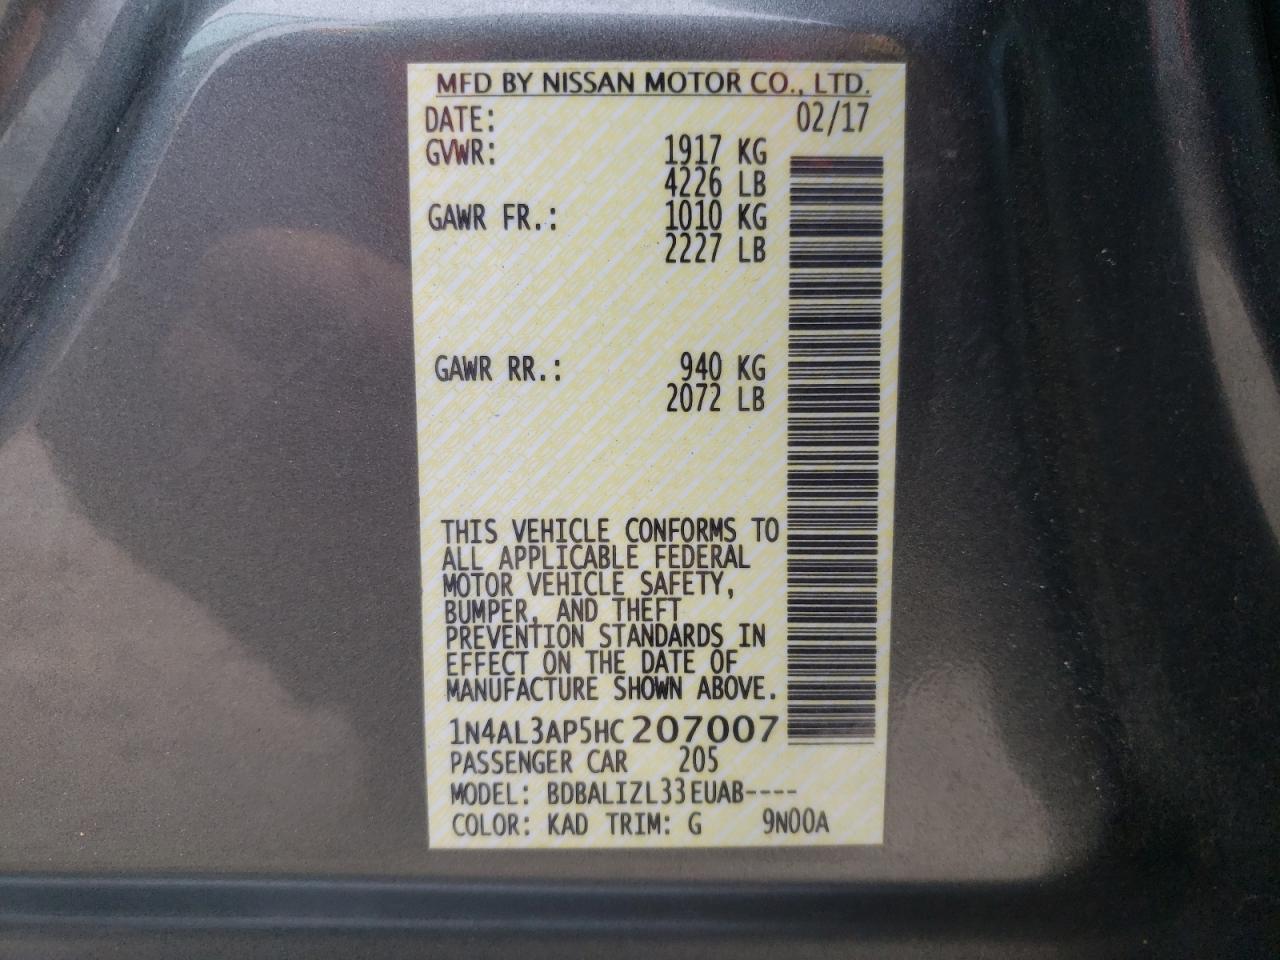 MFD BY NISSAN MOTOR CO., LTD.
DATE: 02/17
GVWR: 1917 KG
4226 LB
GAWR FR.: 1010 KG
2227 LB
GAWR RR.: 940 KG
2072 LB
THIS VEHICLE CONFORMS TO
ALL APPLICABLE FEDERAL
MOTOR VEHICLE SAFETY,
BUMPER, AND THEFT
PREVENTION STANDARDS IN
EFFECT ON THE DATE OF
MANUFACTURE SHOWN ABOVE.
1N4AL3AP5HC207007
PASSENGER CAR 205
MODEL: BDBALIZL33EUAB----
COLOR: KAD TRIM: G 9N00A